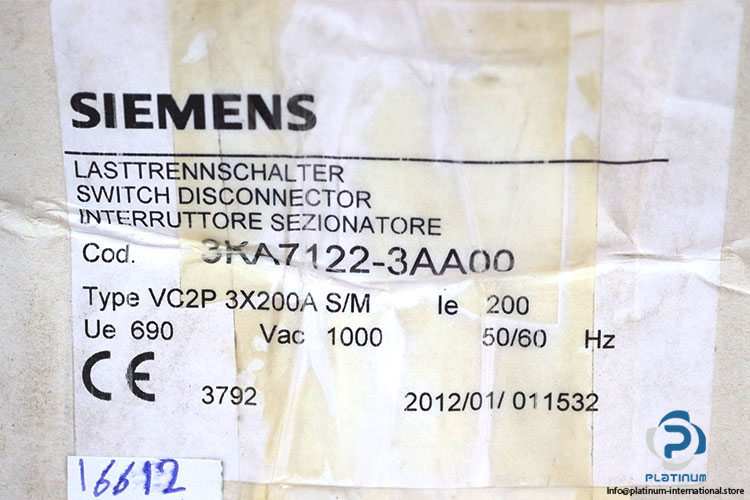 SIEMENS
LASTTRENNSCHALTER
SWITCH DISCONNECTOR
INTERRUTTORE SEZIONATORE
Cod. 3KA7122-3AA00
Type VC2P 3X200A S/M Ie 200
Ue 690 Vac 1000 50/60 Hz
CE 3792 2012/01/ 011532
16612
PLATINUM
Info@platinum-international.store